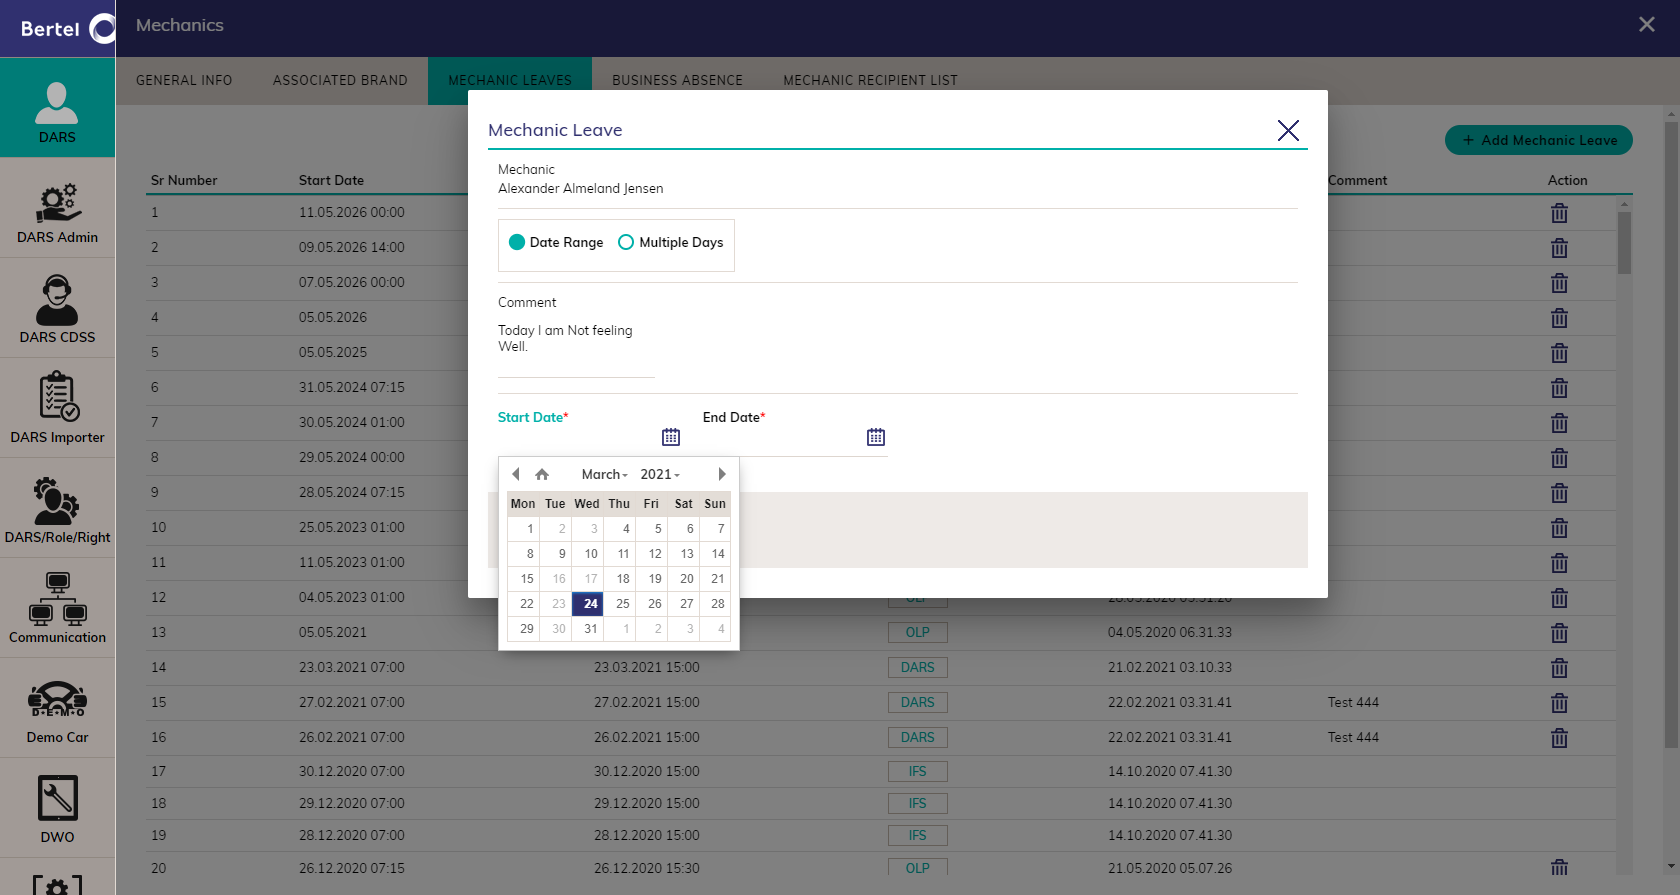 Bertel
Mechanics
GENERAL INFO ASSOCIATED BRAND MECHANIC LEAVES BUSINESS ABSENCE MECHANIC RECIPIENT LIST
DARS
DARS Admin
DARS CDSS
DARS Importer
DARS/Role/Right
Communication
DEMO
Demo Car
DWO
+ Add Mechanic Leave
Sr Number Start Date Comment Action
1 11.05.2026 00:00
2 09.05.2026 14:00
3 07.05.2026 00:00
4 05.05.2026
5 05.05.2025
6 31.05.2024 07:15
7 30.05.2024 01:00
8 29.05.2024 00:00
9 28.05.2024 07:15
10 25.05.2023 01:00
11 11.05.2023 01:00
12 04.05.2023 01:00
13 05.05.2021 OLP 04.05.2020 06.31.33
14 23.03.2021 07:00 23.03.2021 15:00 DARS 21.02.2021 03.10.33
15 27.02.2021 07:00 27.02.2021 15:00 DARS 22.02.2021 03.31.41 Test 444
16 26.02.2021 07:00 26.02.2021 15:00 DARS 22.02.2021 03.31.41 Test 444
17 30.12.2020 07:00 30.12.2020 15:00 IFS 14.10.2020 07.41.30
18 29.12.2020 07:00 29.12.2020 15:00 IFS 14.10.2020 07.41.30
19 28.12.2020 07:00 28.12.2020 15:00 IFS 14.10.2020 07.41.30
20 26.12.2020 07:15 26.12.2020 15:30 OLP 21.05.2020 05.07.26
Mechanic Leave
Mechanic
Alexander Almeland Jensen
Date Range Multiple Days
Comment
Today I am Not feeling
Well.
Start Date* End Date*
March 2021
Mon Tue Wed Thu Fri Sat Sun
1 2 3 4 5 6 7
8 9 10 11 12 13 14
15 16 17 18 19 20 21
22 23 24 25 26 27 28
29 30 31 1 2 3 4